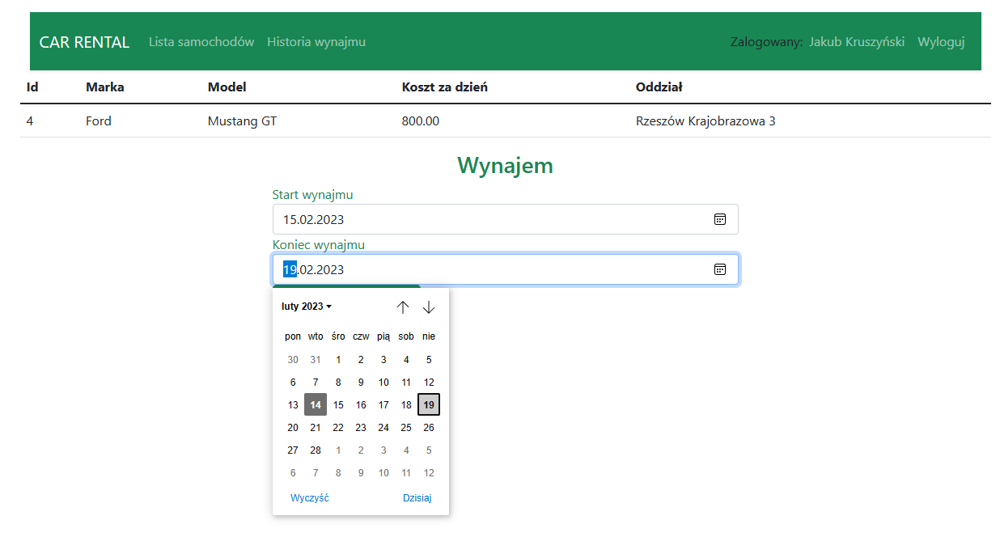 CAR RENTAL Lista samochodów Historia wynajmu Zalogowany: Jakub Kruszyński Wyloguj
Id Marka Model Koszt za dzień Oddział
4 Ford Mustang GT 800.00 Rzeszów Krajobrazowa 3
Wynajem
Start wynajmu
15.02.2023
Koniec wynajmu
19.02.2023
luty 2023
pon wto śro czw pią sob nie
30 31 1 2 3 4 5
6 7 8 9 10 11 12
13 14 15 16 17 18 19
20 21 22 23 24 25 26
27 28 1 2 3 4 5
6 7 8 9 10 11 12
Wyczyść Dzisiaj